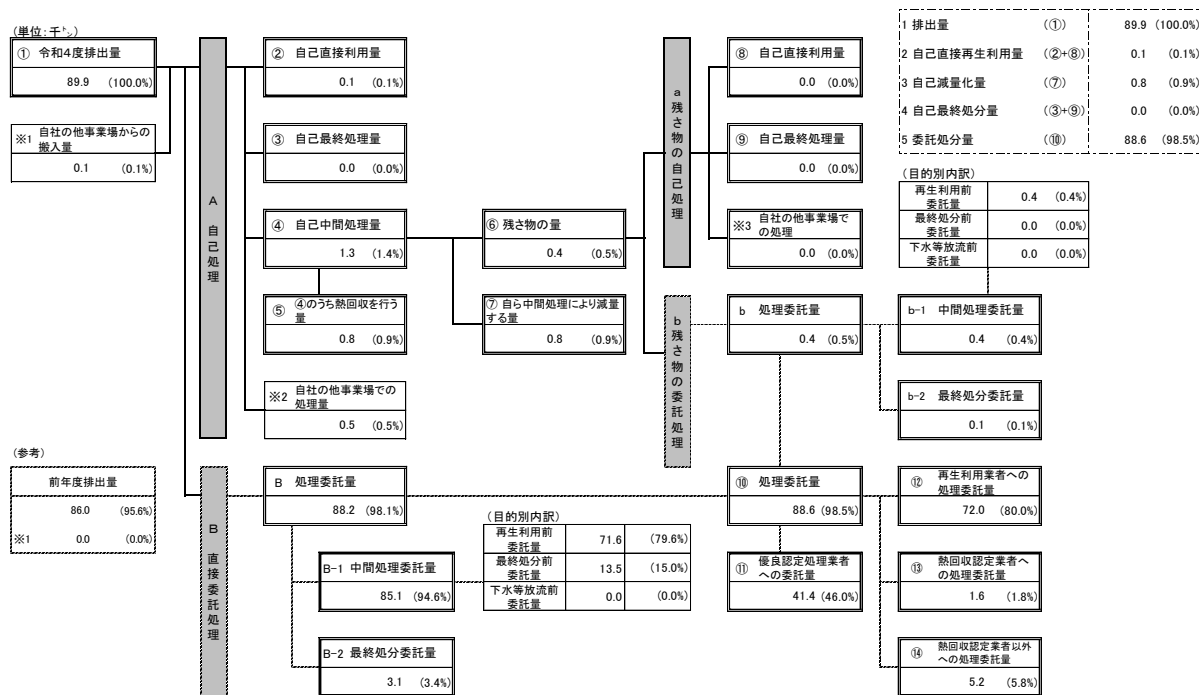 (単位:千㌧)
① 令和4度排出量
89.9 (100.0%)
※1 自社の他事業場からの
搬入量
0.1 (0.1%)
(参考)
前年度排出量
86.0 (95.6%)
※1 0.0 (0.0%)
A 自己処理
B 直接委託処理
② 自己直接利用量
0.1 (0.1%)
③ 自己最終処理量
0.0 (0.0%)
④ 自己中間処理量
1.3 (1.4%)
⑤ ④のうち熱回収を行う
量
0.8 (0.9%)
※2 自社の他事業場での
処理量
0.5 (0.5%)
B 処理委託量
88.2 (98.1%)
B-1 中間処理委託量
85.1 (94.6%)
B-2 最終処分委託量
3.1 (3.4%)
⑥ 残さ物の量
0.4 (0.5%)
⑦ 自ら中間処理により減量
する量
0.8 (0.9%)
(目的別内訳)
再生利用前
委託量 71.6 (79.6%)
最終処分前
委託量 13.5 (15.0%)
下水等放流前
委託量 0.0 (0.0%)
a 残さ物の自己処理
b 残さ物の委託処理
⑧ 自己直接利用量
0.0 (0.0%)
⑨ 自己最終処理量
0.0 (0.0%)
※3 自社の他事業場で
の処理
0.0 (0.0%)
b 処理委託量
0.4 (0.5%)
⑩ 処理委託量
88.6 (98.5%)
⑪ 優良認定処理業者
への委託量
41.4 (46.0%)
1 排出量 (①) 89.9 (100.0%)
2 自己直接再生利用量 (②+⑧) 0.1 (0.1%)
3 自己減量化量 (⑦) 0.8 (0.9%)
4 自己最終処分量 (③+⑨) 0.0 (0.0%)
5 委託処分量 (⑩) 88.6 (98.5%)
(目的別内訳)
再生利用前
委託量 0.4 (0.4%)
最終処分前
委託量 0.0 (0.0%)
下水等放流前
委託量 0.0 (0.0%)
b-1 中間処理委託量
0.4 (0.4%)
b-2 最終処分委託量
0.1 (0.1%)
⑫ 再生利用業者への
処理委託量
72.0 (80.0%)
⑬ 熱回収認定業者へ
の処理委託量
1.6 (1.8%)
⑭ 熱回収認定業者以外
への処理委託量
5.2 (5.8%)